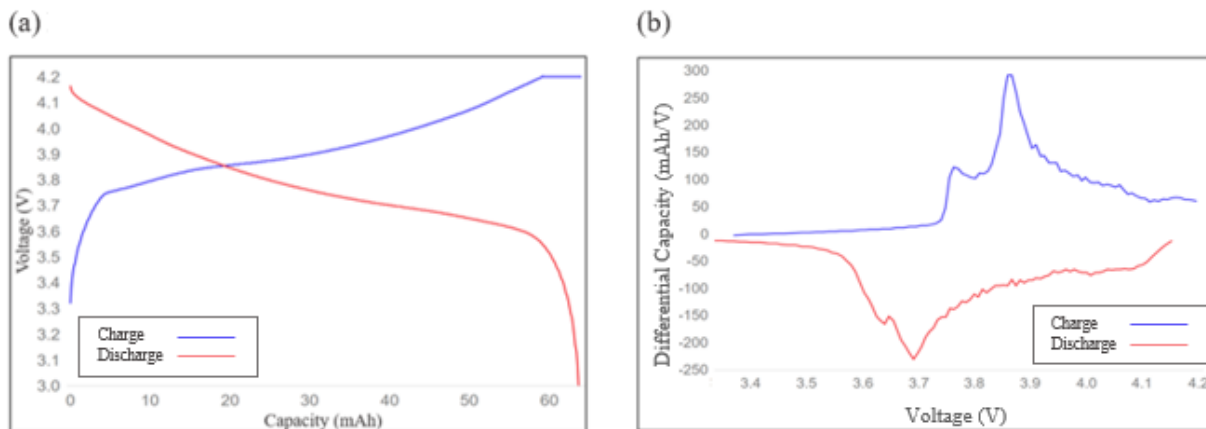 (a)
(b)
4.2
4.1
4.0
3.9
3.8
3.7
3.6
3.5
3.4
3.3
3.2
3.1
3.0
Voltage (V)
Charge
Discharge
0 10 20 30 40 50 60
Capacity (mAh)
300
250
200
150
100
50
0
-50
-100
-150
-200
-250
Differential Capacity (mAh/V)
Charge
Discharge
3.4 3.5 3.6 3.7 3.8 3.9 4.0 4.1 4.2
Voltage (V)